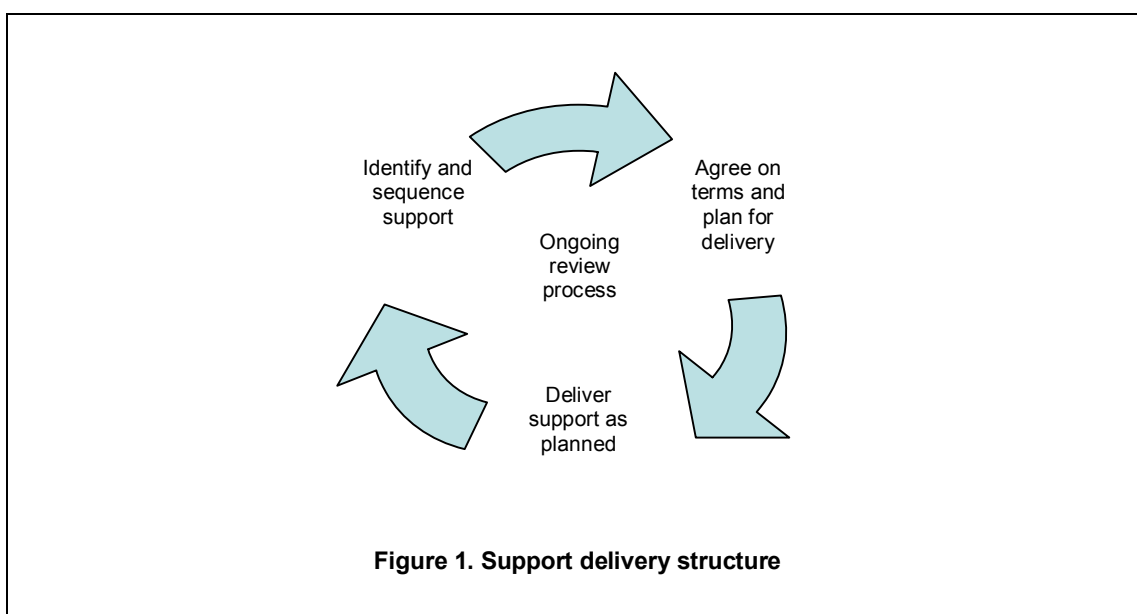 Identify and
sequence
support
Agree on
terms and
plan for
delivery
Ongoing
review
process
Deliver
support as
planned
Figure 1. Support delivery structure